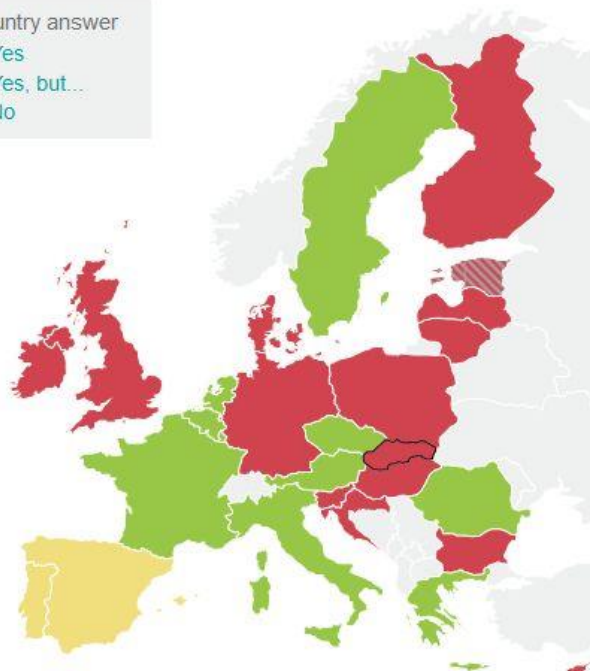 untry answer
Yes
Yes, but...
No